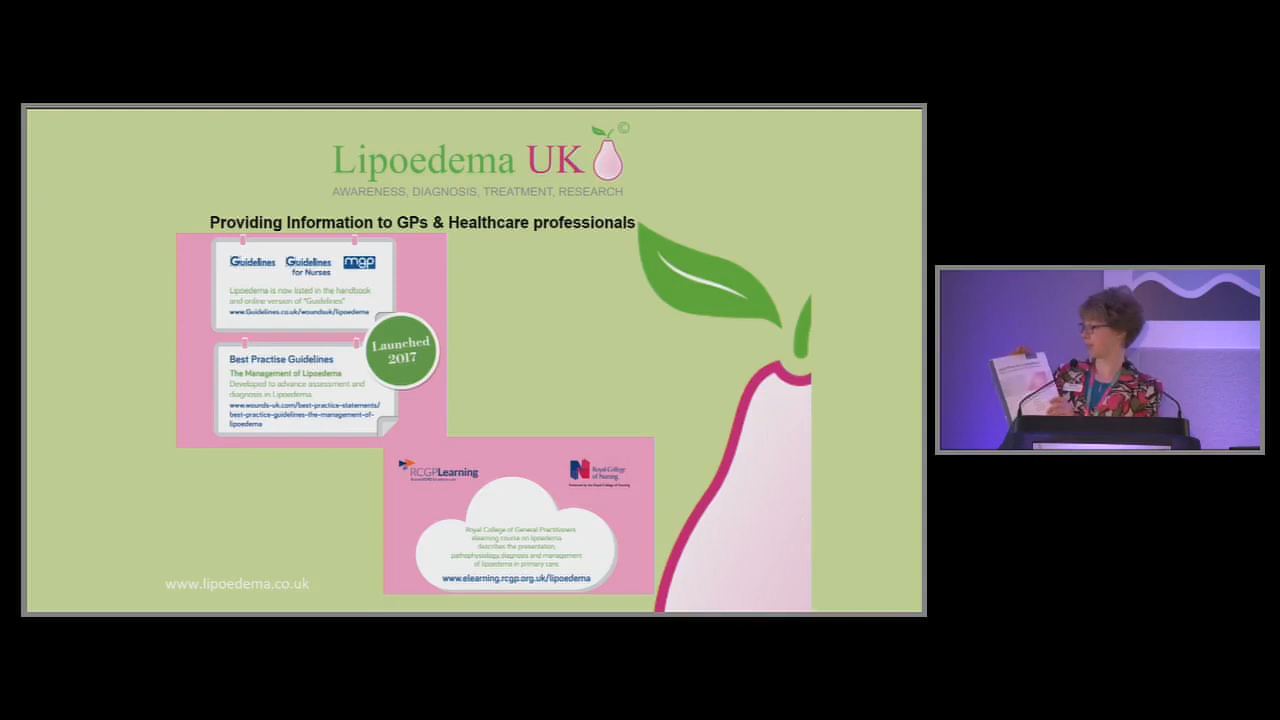 Lipoedema UK ©
AWARENESS, DIAGNOSIS, TREATMENT, RESEARCH
Providing Information to GPs & Healthcare professionals
Guidelines Guidelines for Nurses mgp
Lipoedema is now listed in the handbook
and online version of "Guidelines"
www.Guidelines.co.uk/woundsuk/lipoedema
Launched
2017
Best Practise Guidelines
The Management of Lipoedema
Developed to advance assessment and
diagnosis in Lipoedema.
www.wounds-uk.com/best-practice-statements/
best-practice-guidelines-the-management-of-
lipoedema
RCGPLearning
Royal College
of Nursing
Royal College of General Practitioners
elearning course on lipoedema
describes the presentation,
pathophysiology, diagnosis and management
of lipoedema in primary care.
www.elearning.rcgp.org.uk/lipoedema
www.lipoedema.co.uk